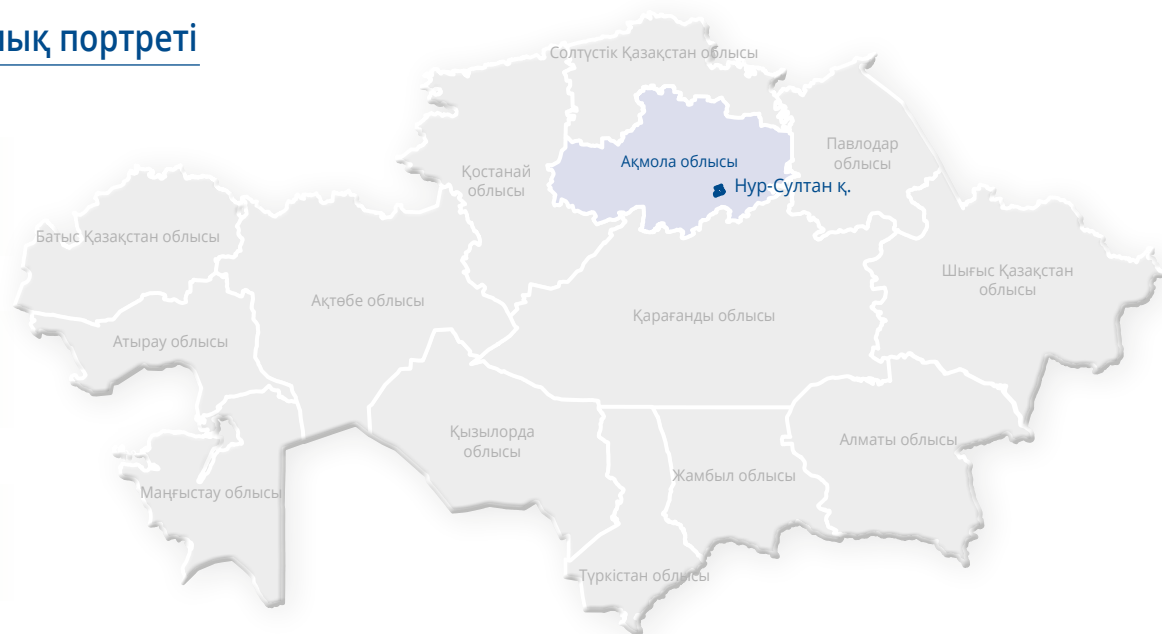 ық портреті
Солтүстік Қазақстан облысы
Павлодар
облысы
Ақмола облысы
Қостанай
облысы
Нур-Султан қ.
Батыс Қазақстан облысы
Шығыс Қазақстан
облысы
Ақтөбе облысы
Қарағанды облысы
Атырау облысы
Қызылорда
облысы
Алматы облысы
Жамбыл облысы
Маңғыстау облысы
Түркістан облысы